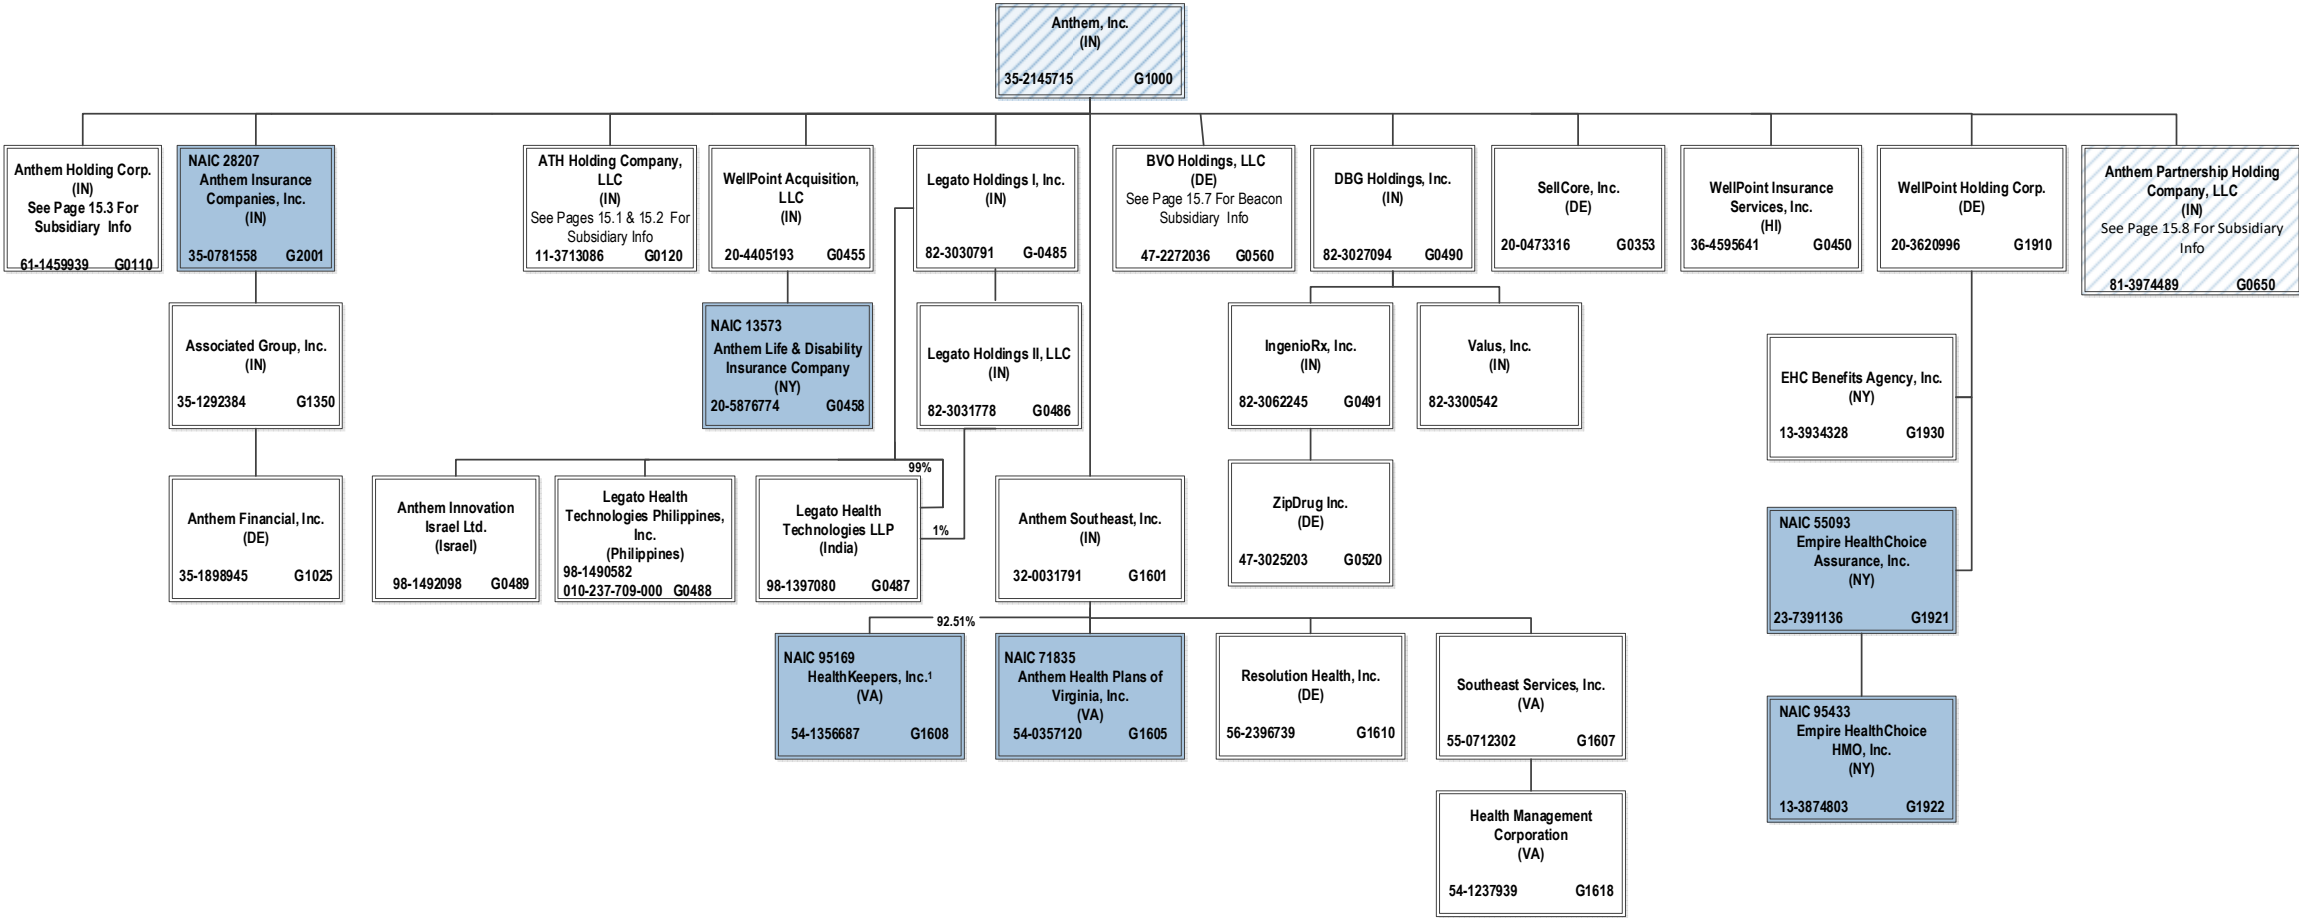 Anthem, Inc.
(IN)
35-2145715 G1000
Anthem Holding Corp.
(IN)
See Page 15.3 For
Subsidiary Info
61-1459939 G0110
NAIC 28207
Anthem Insurance
Companies, Inc.
(IN)
35-0781558 G2001
ATH Holding Company,
LLC
(IN)
See Pages 15.1 & 15.2 For
Subsidiary Info
11-3713086 G0120
WellPoint Acquisition,
LLC
(IN)
20-4405193 G0455
Legato Holdings I, Inc.
(IN)
82-3030791 G-0485
BVO Holdings, LLC
(DE)
See Page 15.7 For Beacon
Subsidiary Info
47-2272036 G0560
DBG Holdings, Inc.
(IN)
82-3027094 G0490
SellCore, Inc.
(DE)
20-0473316 G0353
WellPoint Insurance
Services, Inc.
(HI)
36-4595641 G0450
WellPoint Holding Corp.
(DE)
20-3620996 G1910
Anthem Partnership Holding
Company, LLC
(IN)
See Page 15.8 For Subsidiary
Info
81-3974489 G0650
Associated Group, Inc.
(IN)
35-1292384 G1350
NAIC 13573
Anthem Life & Disability
Insurance Company
(NY)
20-5876774 G0458
Legato Holdings II, LLC
(IN)
82-3031778 G0486
IngenioRx, Inc.
(IN)
82-3062245 G0491
Valus, Inc.
(IN)
82-3300542
EHC Benefits Agency, Inc.
(NY)
13-3934328 G1930
99%
1%
Anthem Financial, Inc.
(DE)
35-1898945 G1025
Anthem Innovation
Israel Ltd.
(Israel)
98-1492098 G0489
Legato Health
Technologies Philippines,
Inc.
(Philippines)
98-1490582
010-237-709-000 G0488
Legato Health
Technologies LLP
(India)
98-1397080 G0487
Anthem Southeast, Inc.
(IN)
32-0031791 G1601
ZipDrug Inc.
(DE)
47-3025203 G0520
NAIC 55093
Empire HealthChoice
Assurance, Inc.
(NY)
23-7391136 G1921
92.51%
NAIC 95169
HealthKeepers, Inc.¹
(VA)
54-1356687 G1608
NAIC 71835
Anthem Health Plans of
Virginia, Inc.
(VA)
54-0357120 G1605
Resolution Health, Inc.
(DE)
56-2396739 G1610
Southeast Services, Inc.
(VA)
55-0712302 G1607
NAIC 95433
Empire HealthChoice
HMO, Inc.
(NY)
13-3874803 G1922
Health Management
Corporation
(VA)
54-1237939 G1618